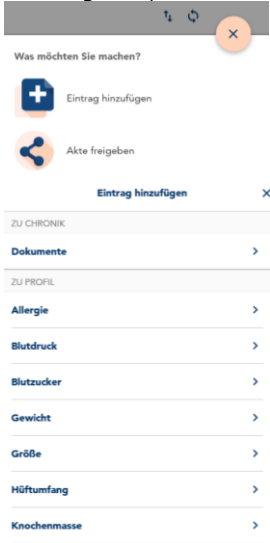 Was möchten Sie machen?
Eintrag hinzufügen
Akte freigeben
Eintrag hinzufügen
ZU CHRONIK
Dokumente
ZU PROFIL
Allergie
Blutdruck
Blutzucker
Gewicht
Größe
Hüftumfang
Knochenmasse